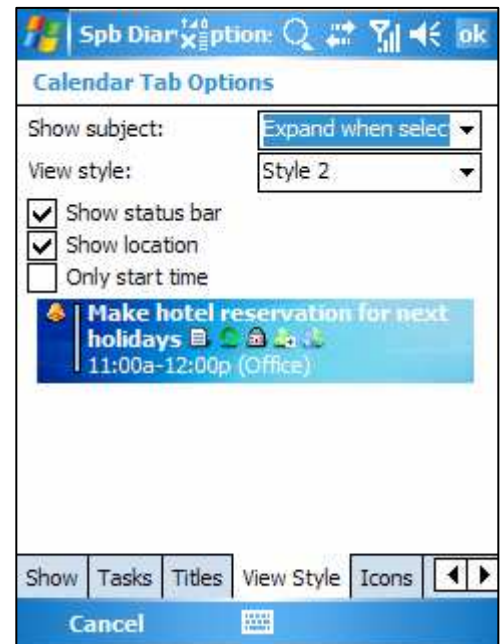 Spb Diar ption:
ok
Calendar Tab Options
Show subject: Expand when selec
View style: Style 2
Show status bar
Show location
Only start time
Make hotel reservation for next
holidays
11:00a-12:00p (Office)
Show Tasks Titles View Style Icons
Cancel